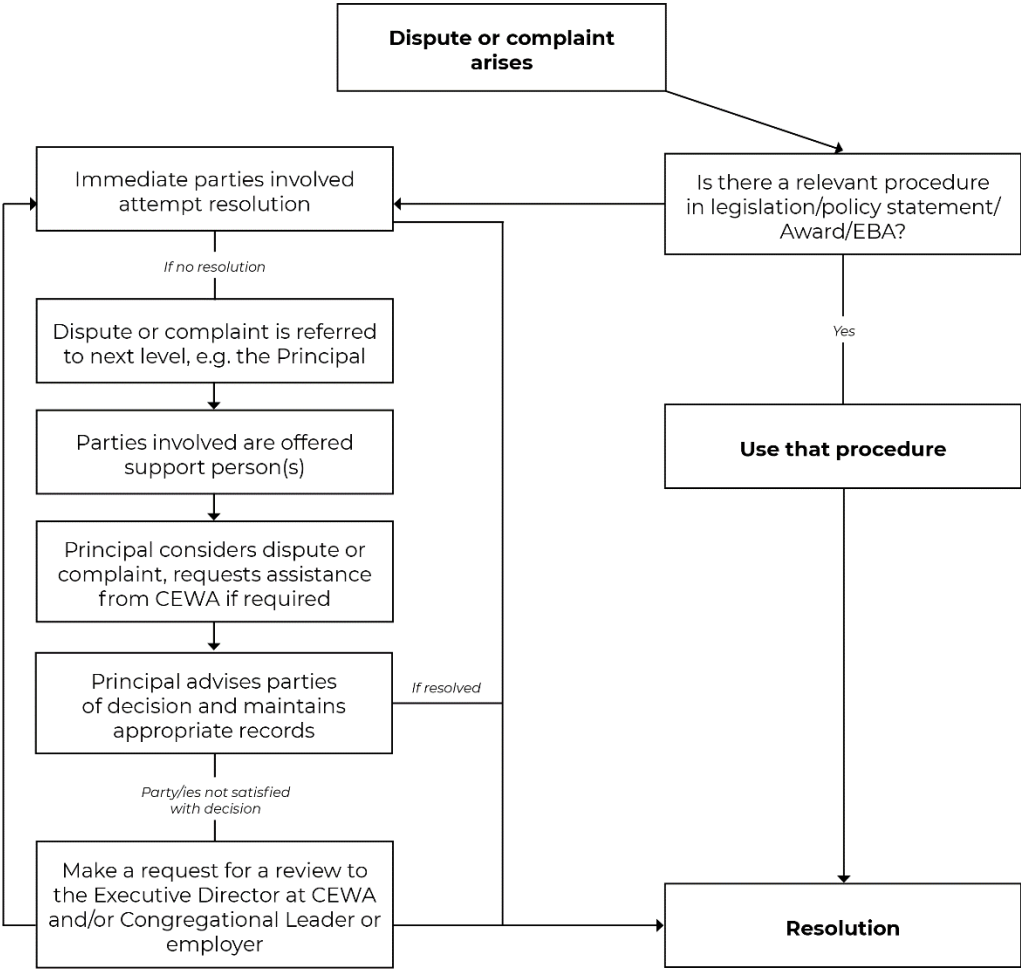 Dispute or complaint
arises
Is there a relevant procedure
in legislation/policy statement/
Award/EBA?
Immediate parties involved
attempt resolution
If no resolution
Dispute or complaint is referred
to next level, e.g. the Principal
Parties involved are offered
support person(s)
Principal considers dispute or
complaint, requests assistance
from CEWA if required
Principal advises parties
of decision and maintains
appropriate records
If resolved
Party/ies not satisfied
with decision
Make a request for a review to
the Executive Director at CEWA
and/or Congregational Leader or
employer
Yes
Use that procedure
Resolution